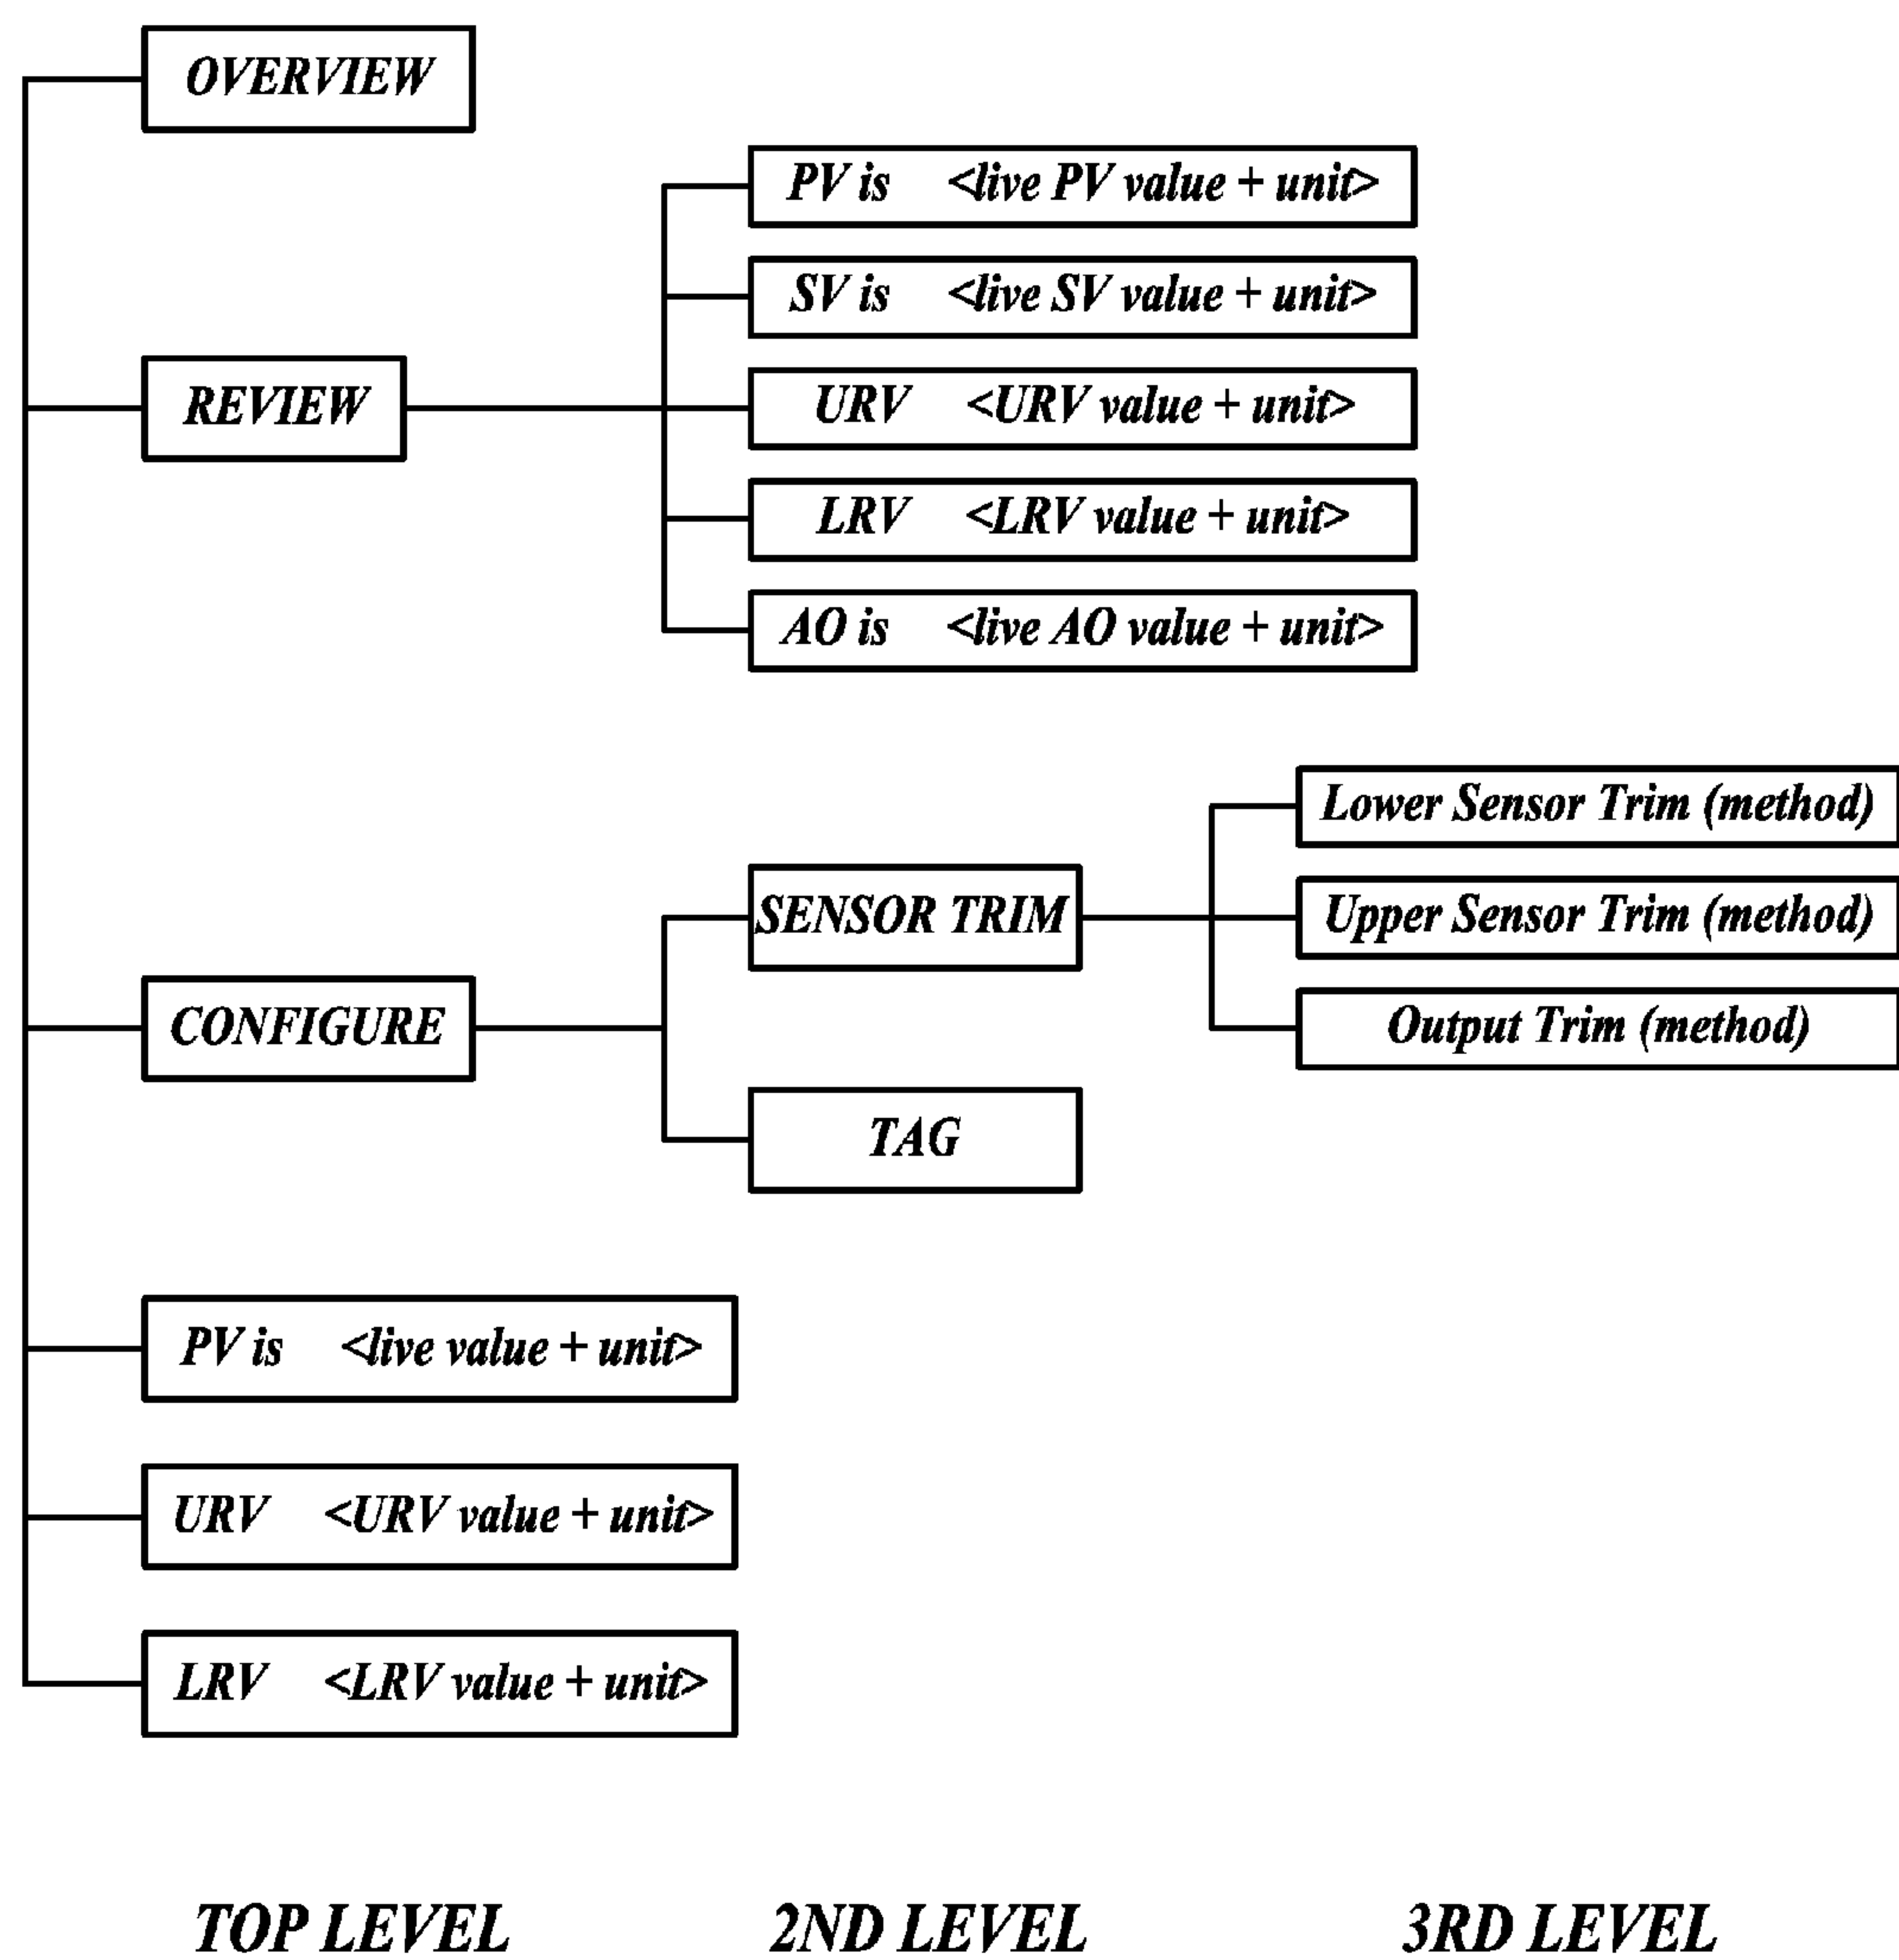 OVERVIEW
PV is <live PV value + unit>
SV is <live SV value + unit>
REVIEW
URV <URV value + unit>
LRV <LRV value + unit>
AO is <live AO value + unit>
Lower Sensor Trim (method)
SENSOR TRIM
Upper Sensor Trim (method)
CONFIGURE
Output Trim (method)
TAG
PV is <live value + unit>
URV <URV value + unit>
LRV <LRV value + unit>
TOP LEVEL
2ND LEVEL
3RD LEVEL